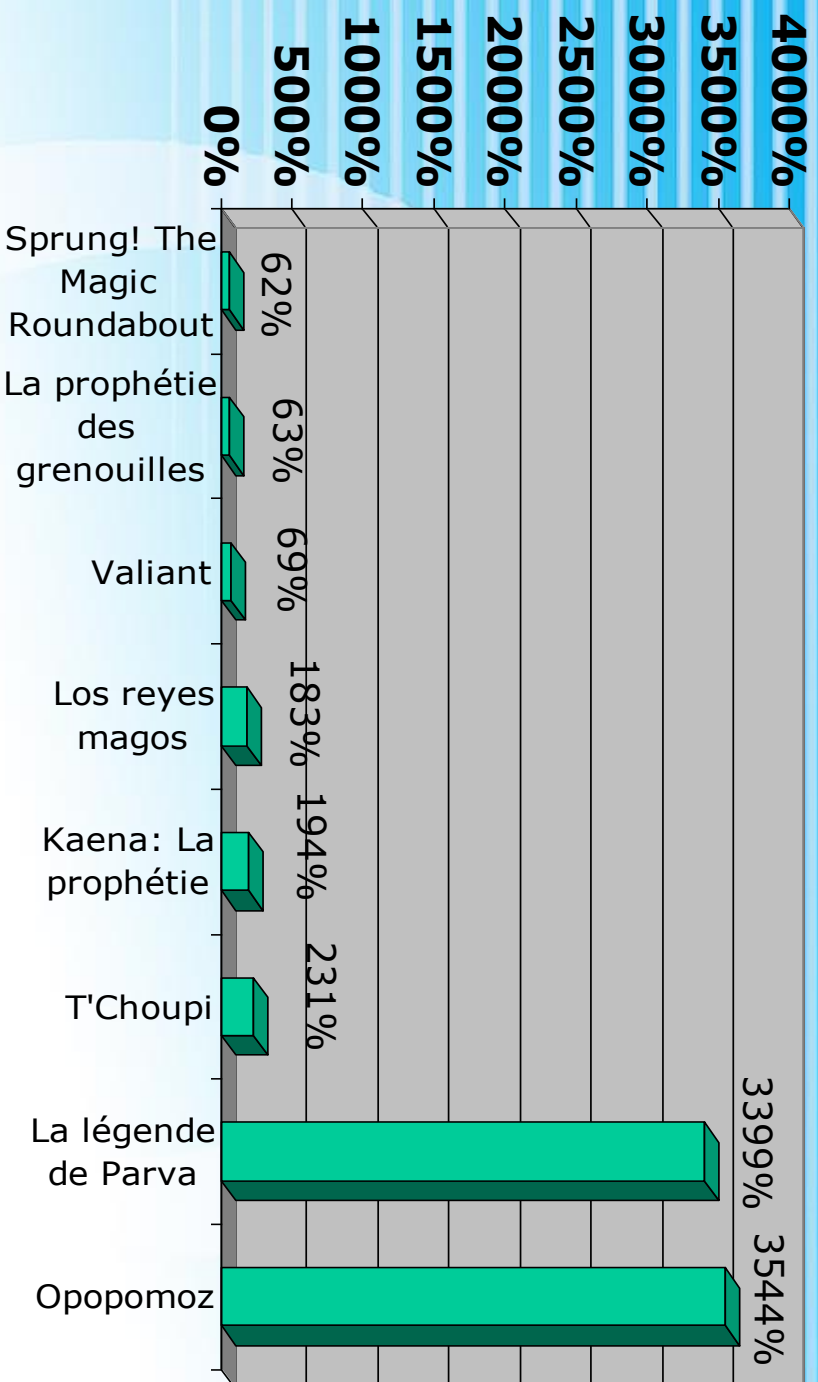 4000%
3500%
3000%
2500%
2000%
1500%
1000%
500%
0%
Sprung! The
Magic
Roundabout
62%
La prophétie
des
grenouilles
63%
Valiant
69%
Los reyes
magos
183%
Kaena: La
prophétie
194%
T'Choupi
231%
La légende
de Parva
3399%
Opopomoz
3544%